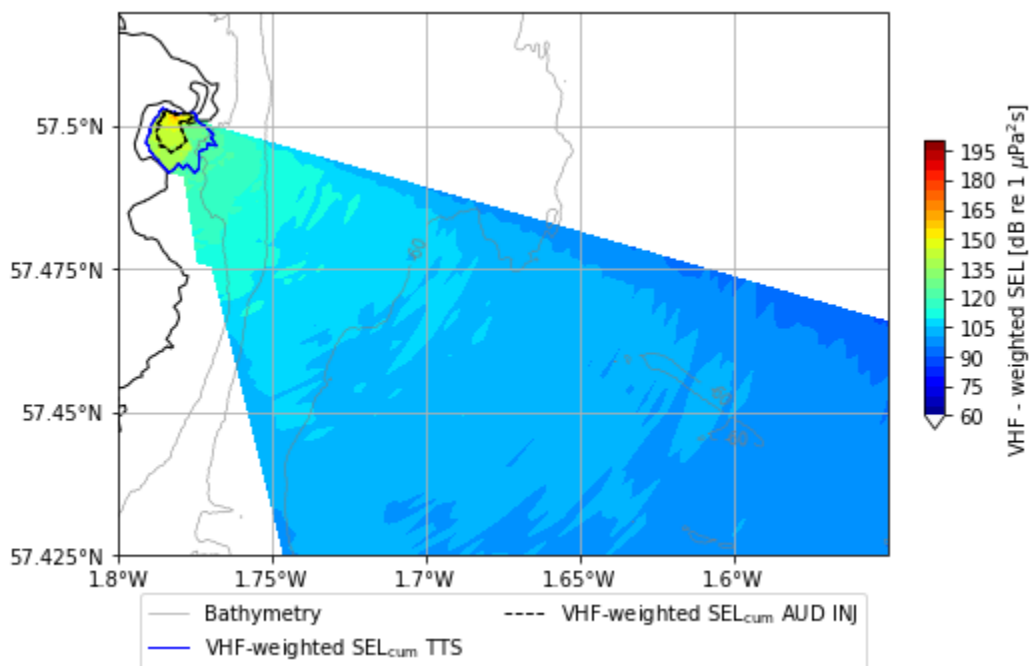 57.5°N
57.475°N
57.45°N
57.425°N
1.8°W 1.75°W 1.7°W 1.65°W 1.6°W
195
180
165
150
135
120
105
90
75
60
VHF - weighted SEL [dB re 1 μPa²s]
Bathymetry
VHF-weighted SELcum AUD INJ
VHF-weighted SELcum TTS